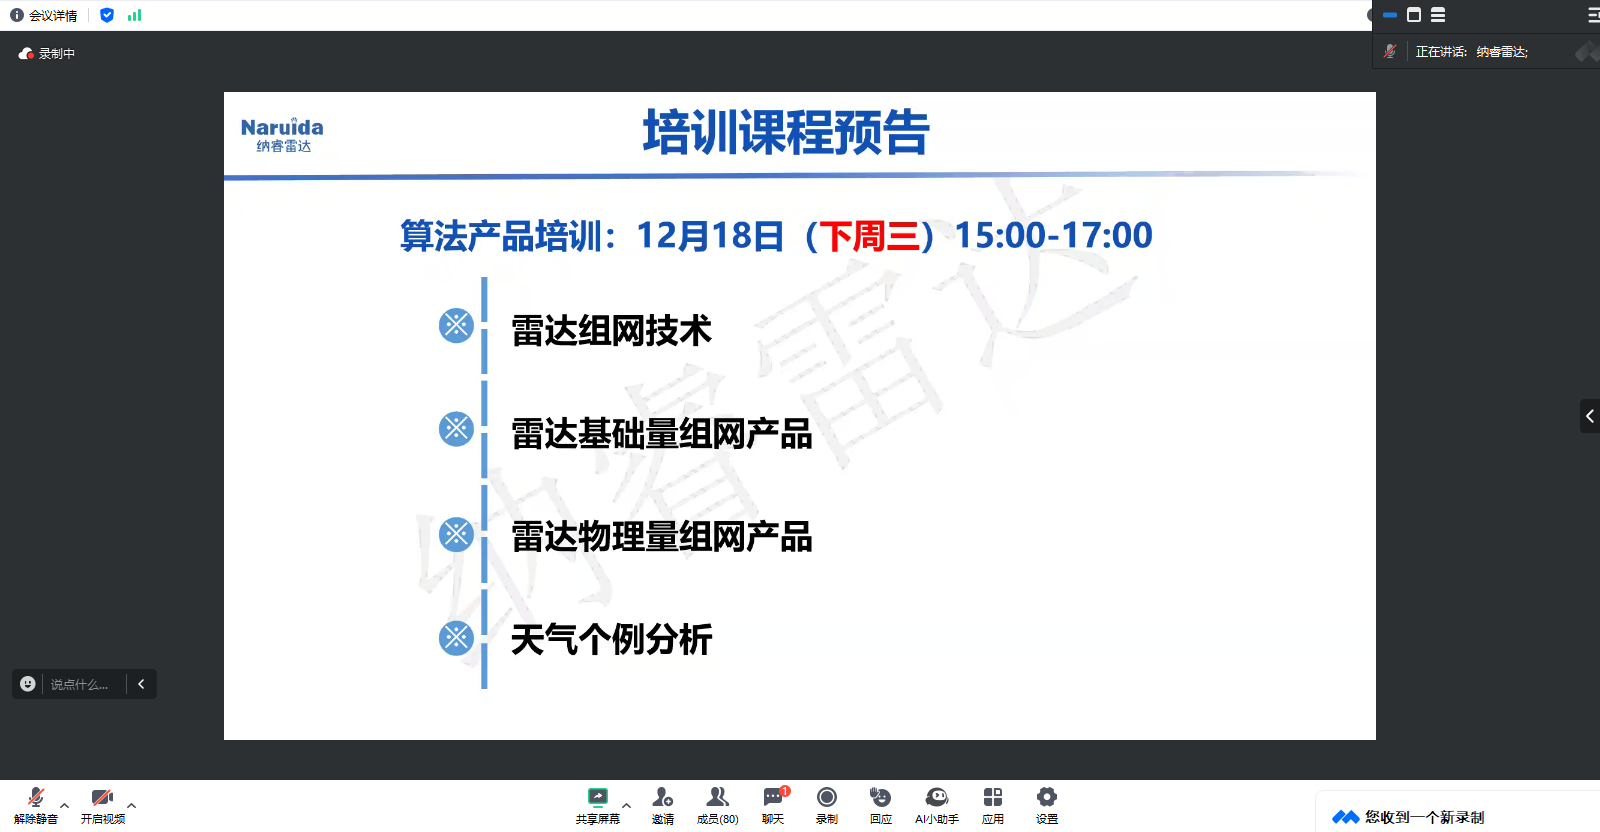 会议详情
录制中
正在讲话: 纳睿雷达;
Naruida
纳睿雷达
培训课程预告
算法产品培训：12月18日（下周三）15:00-17:00
雷达组网技术
雷达基础量组网产品
雷达物理量组网产品
天气个例分析
纳睿雷达
说点什么...
解除静音
开启视频
共享屏幕
邀请
成员(80)
1
聊天
录制
回应
AI小助手
应用
设置
您收到一个新录制